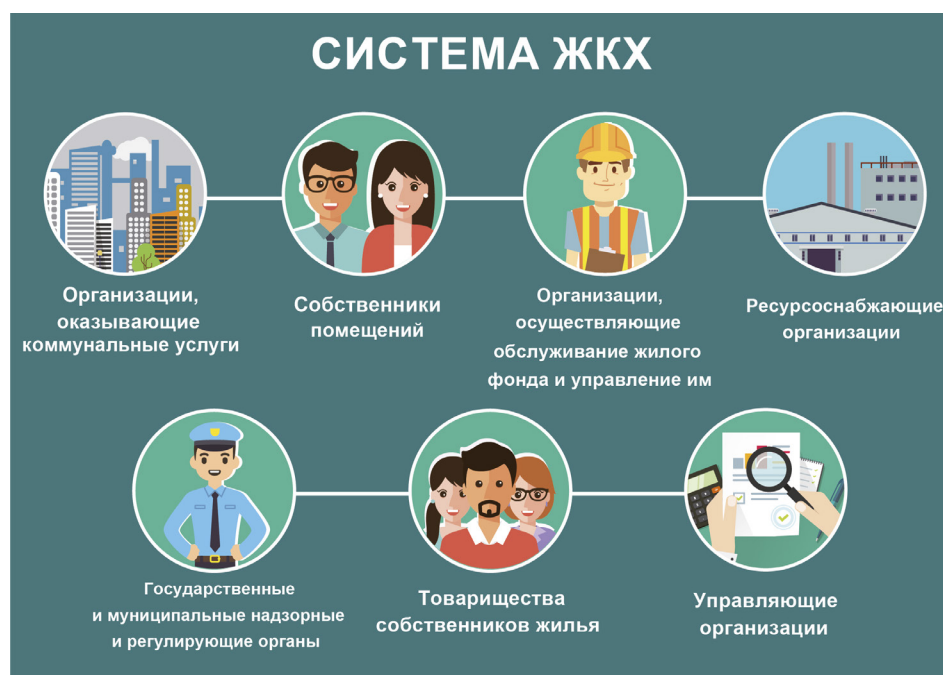 СИСТЕМА ЖКХ
Организации,
оказывающие
коммунальные услуги
Собственники
помещений
Организации,
осуществляющие
обслуживание жилого
фонда и управление им
Ресурсоснабжающие
организации
Государственные
и муниципальные надзорные
и регулирующие органы
Товарищества
собственников жилья
Управляющие
организации